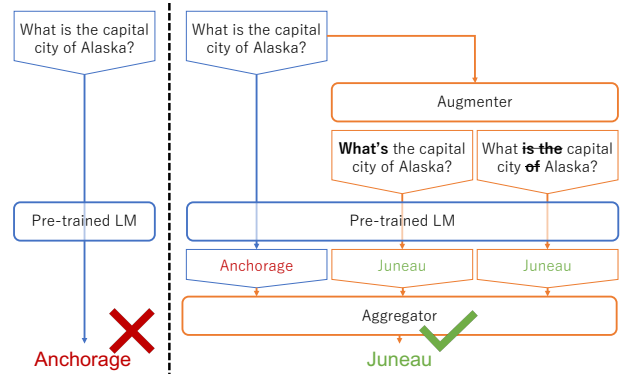 What is the capital
city of Alaska?
Pre-trained LM
Anchorage
What is the capital
city of Alaska?
Augmenter
What's the capital
city of Alaska?
What is the capital
city of Alaska?
Pre-trained LM
Anchorage
Juneau
Juneau
Aggregator
Juneau